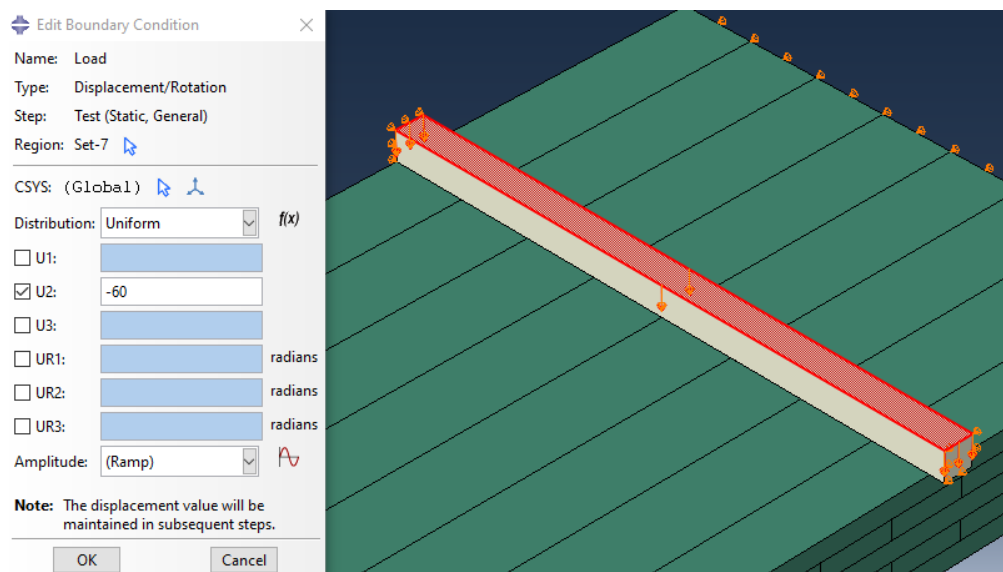 Edit Boundary Condition
Name: Load
Type: Displacement/Rotation
Step: Test (Static, General)
Region: Set-7
CSYS: (Global)
Distribution: Uniform f(x)
U1:
U2: -60
U3:
UR1: radians
UR2: radians
UR3: radians
Amplitude: (Ramp)
Note: The displacement value will be
maintained in subsequent steps.
OK Cancel